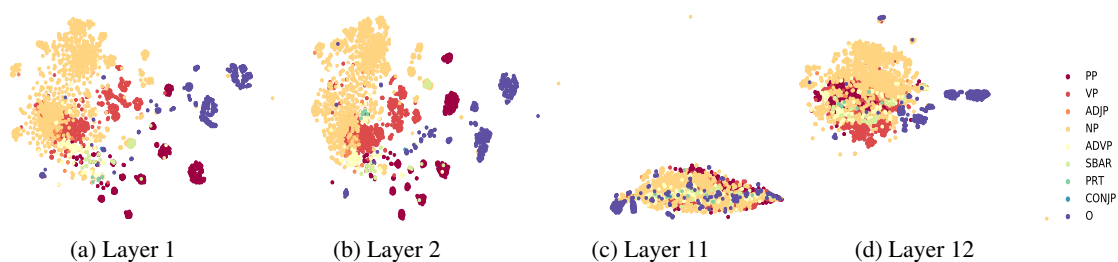 PP
VP
ADJP
NP
ADVP
SBAR
PRT
CONJP
O
(a) Layer 1
(b) Layer 2
(c) Layer 11
(d) Layer 12